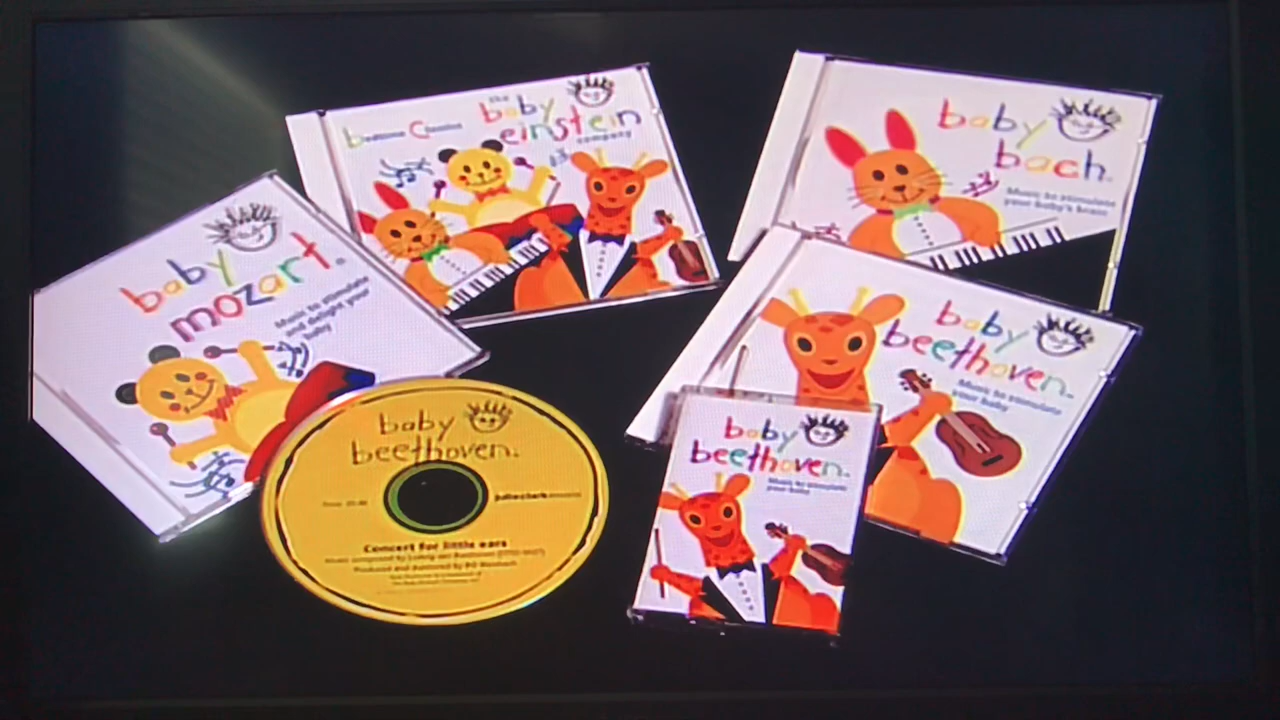 bedtime Classics
the
baby
einstein
company
baby
bach.
Music to stimulate
your baby's brain
baby
mozart.
Music to stimulate
and delight your
baby
baby
beethoven.
Music to stimulate
your baby
baby
beethoven.
Concert for little ears
baby
beethoven.
Music to stimulate
your baby